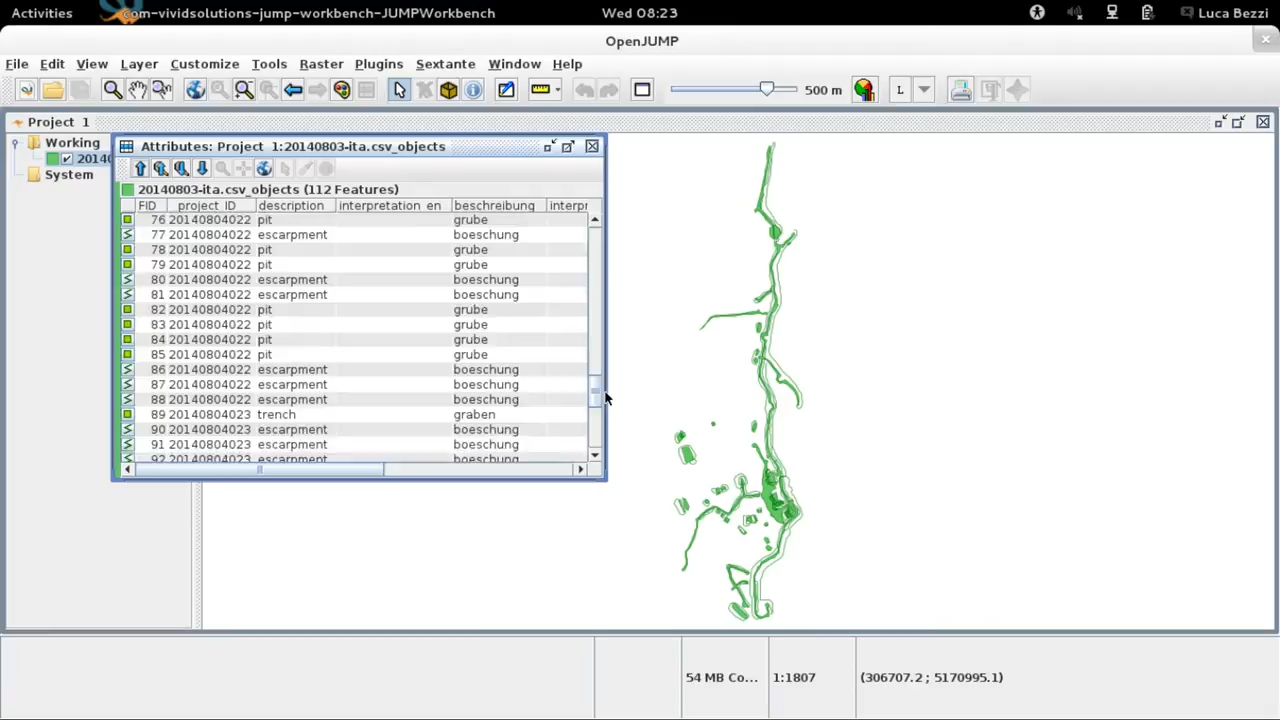 Activities com-vividsolutions-jump-workbench-JUMPWorkbench Wed 08:23 Luca Bezzi
OpenJUMP
File Edit View Layer Customize Tools Raster Plugins Sextante Window Help
500 m L
Project 1
Working
20140
System
Attributes: Project 1:20140803-ita.csv_objects
20140803-ita.csv_objects (112 Features)
FID project_ID description interpretation_en beschreibung interpr
76 20140804022 pit grube
77 20140804022 escarpment boeschung
78 20140804022 pit grube
79 20140804022 pit grube
80 20140804022 escarpment boeschung
81 20140804022 escarpment boeschung
82 20140804022 pit grube
83 20140804022 pit grube
84 20140804022 pit grube
85 20140804022 pit grube
86 20140804022 escarpment boeschung
87 20140804022 escarpment boeschung
88 20140804022 escarpment boeschung
89 20140804023 trench graben
90 20140804023 escarpment boeschung
91 20140804023 escarpment boeschung
92 20140804023 escarpment boeschung
54 MB Co... 1:1807 (306707.2 ; 5170995.1)